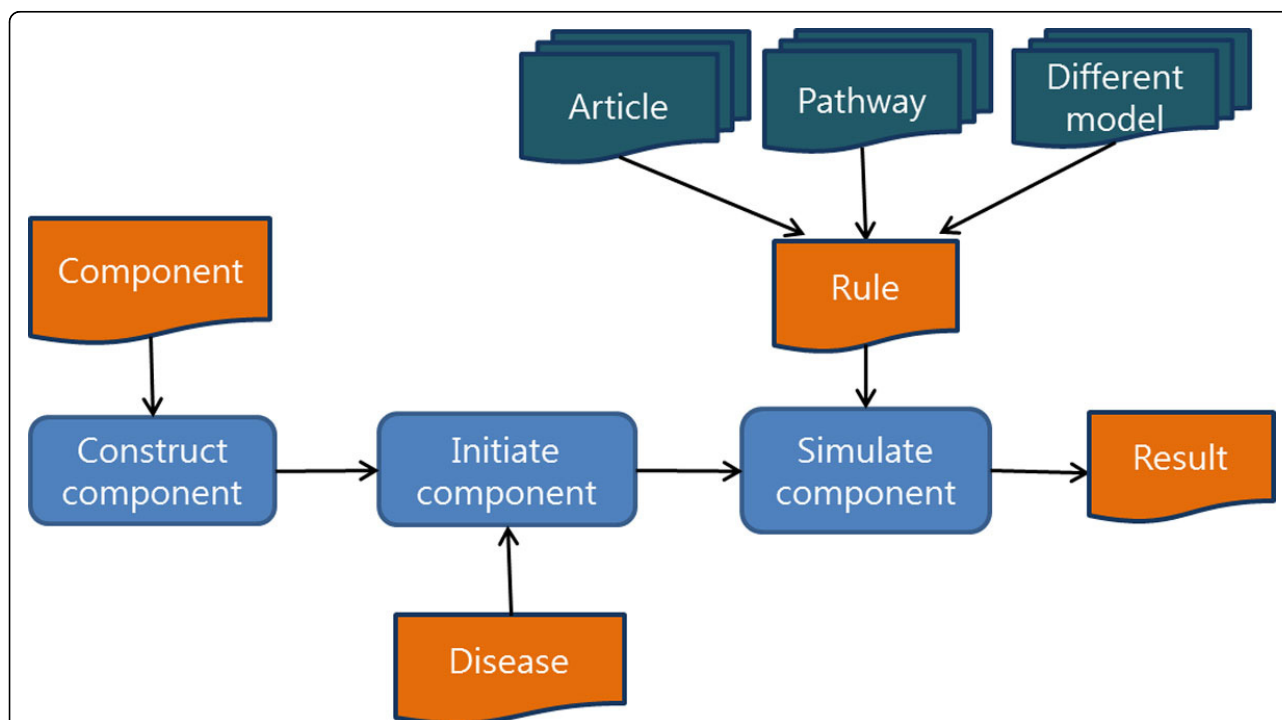 Article
Pathway
Different
model
Component
Rule
Construct
component
Initiate
component
Simulate
component
Result
Disease